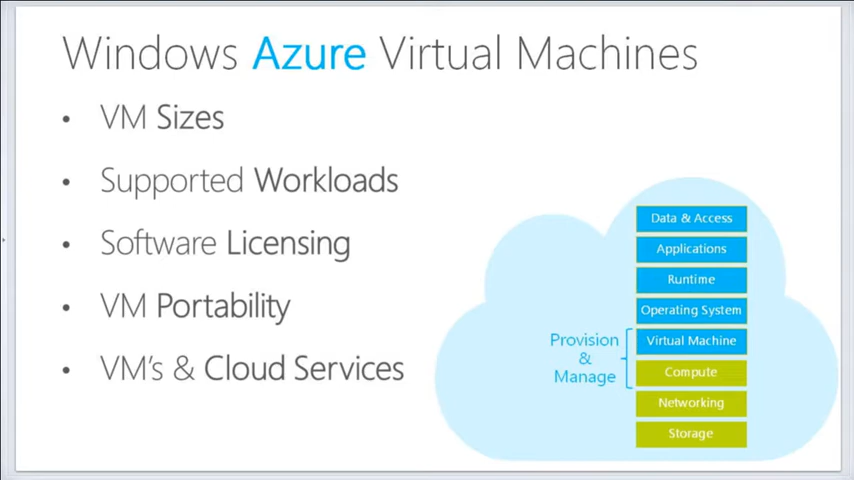 Windows Azure Virtual Machines
• VM Sizes
• Supported Workloads
• Software Licensing
• VM Portability
• VM's & Cloud Services
Data & Access
Applications
Runtime
Operating System
Virtual Machine
Compute
Networking
Storage
Provision
&
Manage